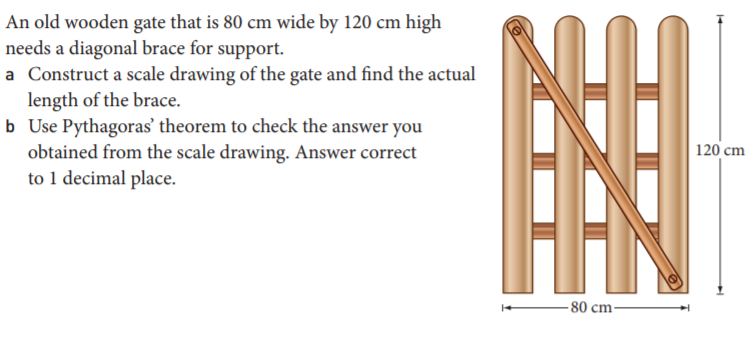 An old wooden gate that is 80 cm wide by 120 cm high
needs a diagonal brace for support.
a Construct a scale drawing of the gate and find the actual
length of the brace.
b Use Pythagoras’ theorem to check the answer you
obtained from the scale drawing. Answer correct
to 1 decimal place.
120 cm
80 cm